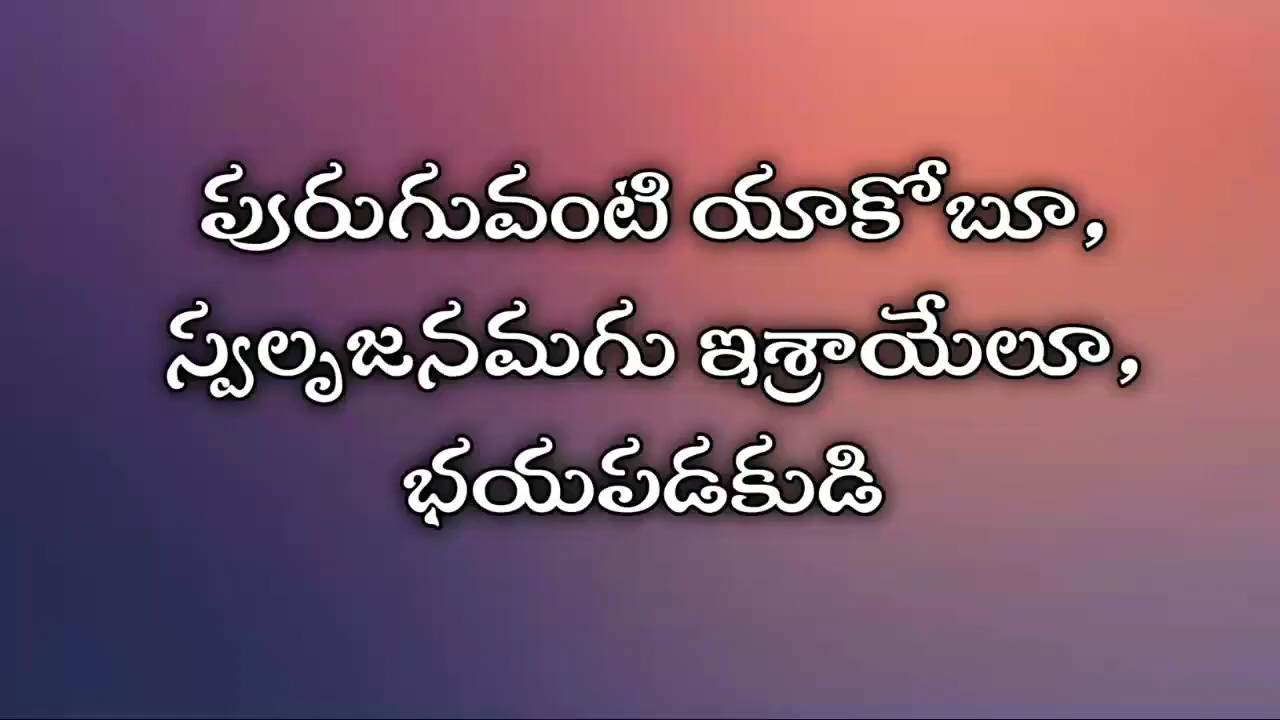 పురుగువంటి యాకోబూ,
స్వల్పజనమగు ఇశ్రాయేలూ,
భయపడకుడి